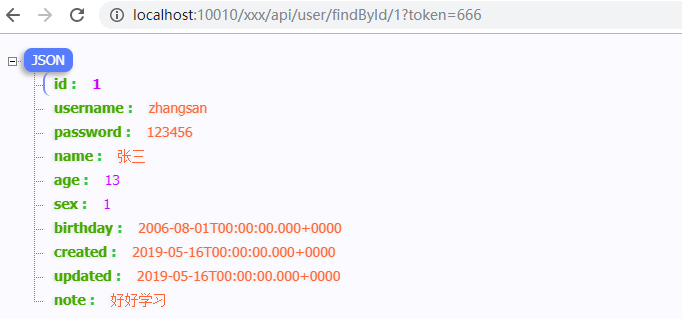 localhost:10010/xxx/api/user/findById/1?token=666
JSON
id : 1
username : zhangsan
password : 123456
name : 张三
age : 13
sex : 1
birthday : 2006-08-01T00:00:00.000+0000
created : 2019-05-16T00:00:00.000+0000
updated : 2019-05-16T00:00:00.000+0000
note : 好好学习